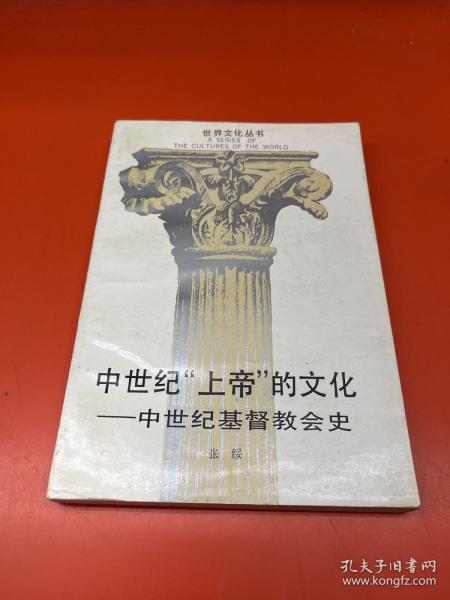 世界文化丛书
A SERIES OF
THE CULTURES OF THE WORLD
中世纪“上帝”的文化
——中世纪基督教会史
张 绥
孔夫子旧书网
www.kongfz.com